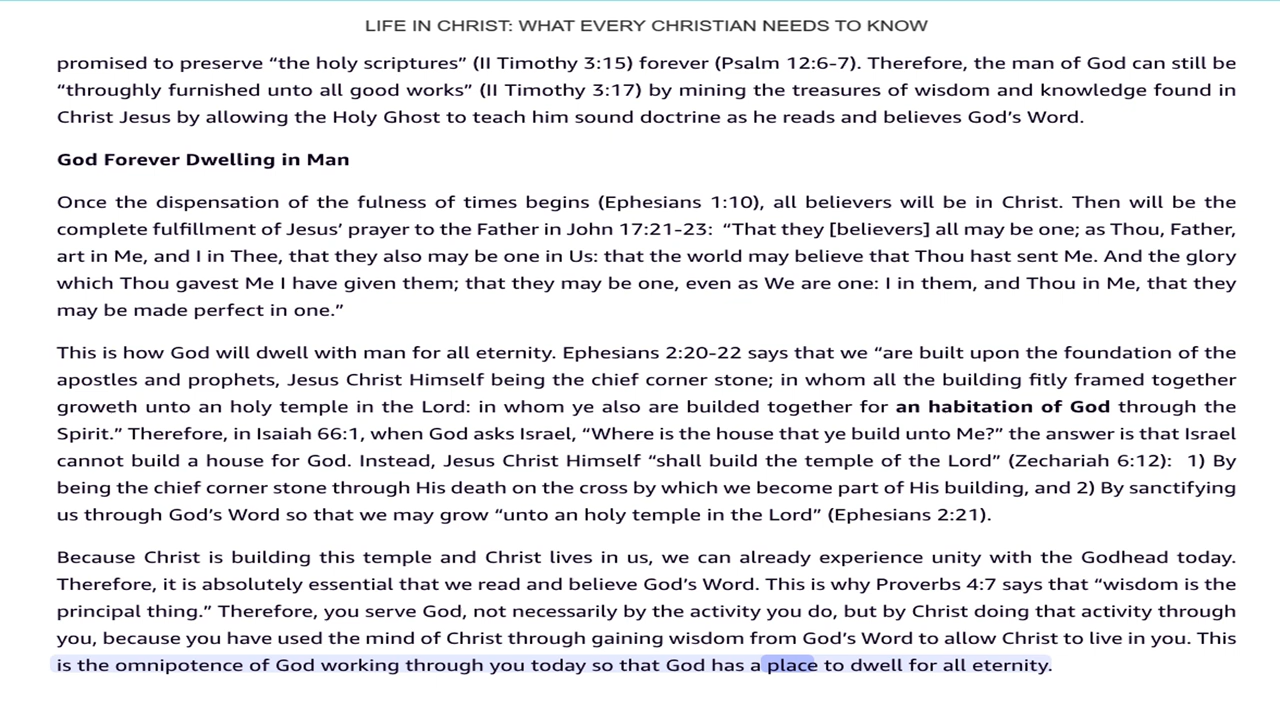 LIFE IN CHRIST: WHAT EVERY CHRISTIAN NEEDS TO KNOW
promised to preserve “the holy scriptures” (II Timothy 3:15) forever (Psalm 12:6-7). Therefore, the man of God can still be
“throughly furnished unto all good works” (II Timothy 3:17) by mining the treasures of wisdom and knowledge found in
Christ Jesus by allowing the Holy Ghost to teach him sound doctrine as he reads and believes God’s Word.
God Forever Dwelling in Man
Once the dispensation of the fulness of times begins (Ephesians 1:10), all believers will be in Christ. Then will be the
complete fulfillment of Jesus’ prayer to the Father in John 17:21-23: “That they [believers] all may be one; as Thou, Father,
art in Me, and I in Thee, that they also may be one in Us: that the world may believe that Thou hast sent Me. And the glory
which Thou gavest Me I have given them; that they may be one, even as We are one: I in them, and Thou in Me, that they
may be made perfect in one.”
This is how God will dwell with man for all eternity. Ephesians 2:20-22 says that we “are built upon the foundation of the
apostles and prophets, Jesus Christ Himself being the chief corner stone; in whom all the building fitly framed together
groweth unto an holy temple in the Lord: in whom ye also are builded together for an habitation of God through the
Spirit.” Therefore, in Isaiah 66:1, when God asks Israel, “Where is the house that ye build unto Me?” the answer is that Israel
cannot build a house for God. Instead, Jesus Christ Himself “shall build the temple of the Lord” (Zechariah 6:12): 1) By
being the chief corner stone through His death on the cross by which we become part of His building, and 2) By sanctifying
us through God’s Word so that we may grow “unto an holy temple in the Lord” (Ephesians 2:21).
Because Christ is building this temple and Christ lives in us, we can already experience unity with the Godhead today.
Therefore, it is absolutely essential that we read and believe God’s Word. This is why Proverbs 4:7 says that “wisdom is the
principal thing.” Therefore, you serve God, not necessarily by the activity you do, but by Christ doing that activity through
you, because you have used the mind of Christ through gaining wisdom from God’s Word to allow Christ to live in you. This
is the omnipotence of God working through you today so that God has a place to dwell for all eternity.